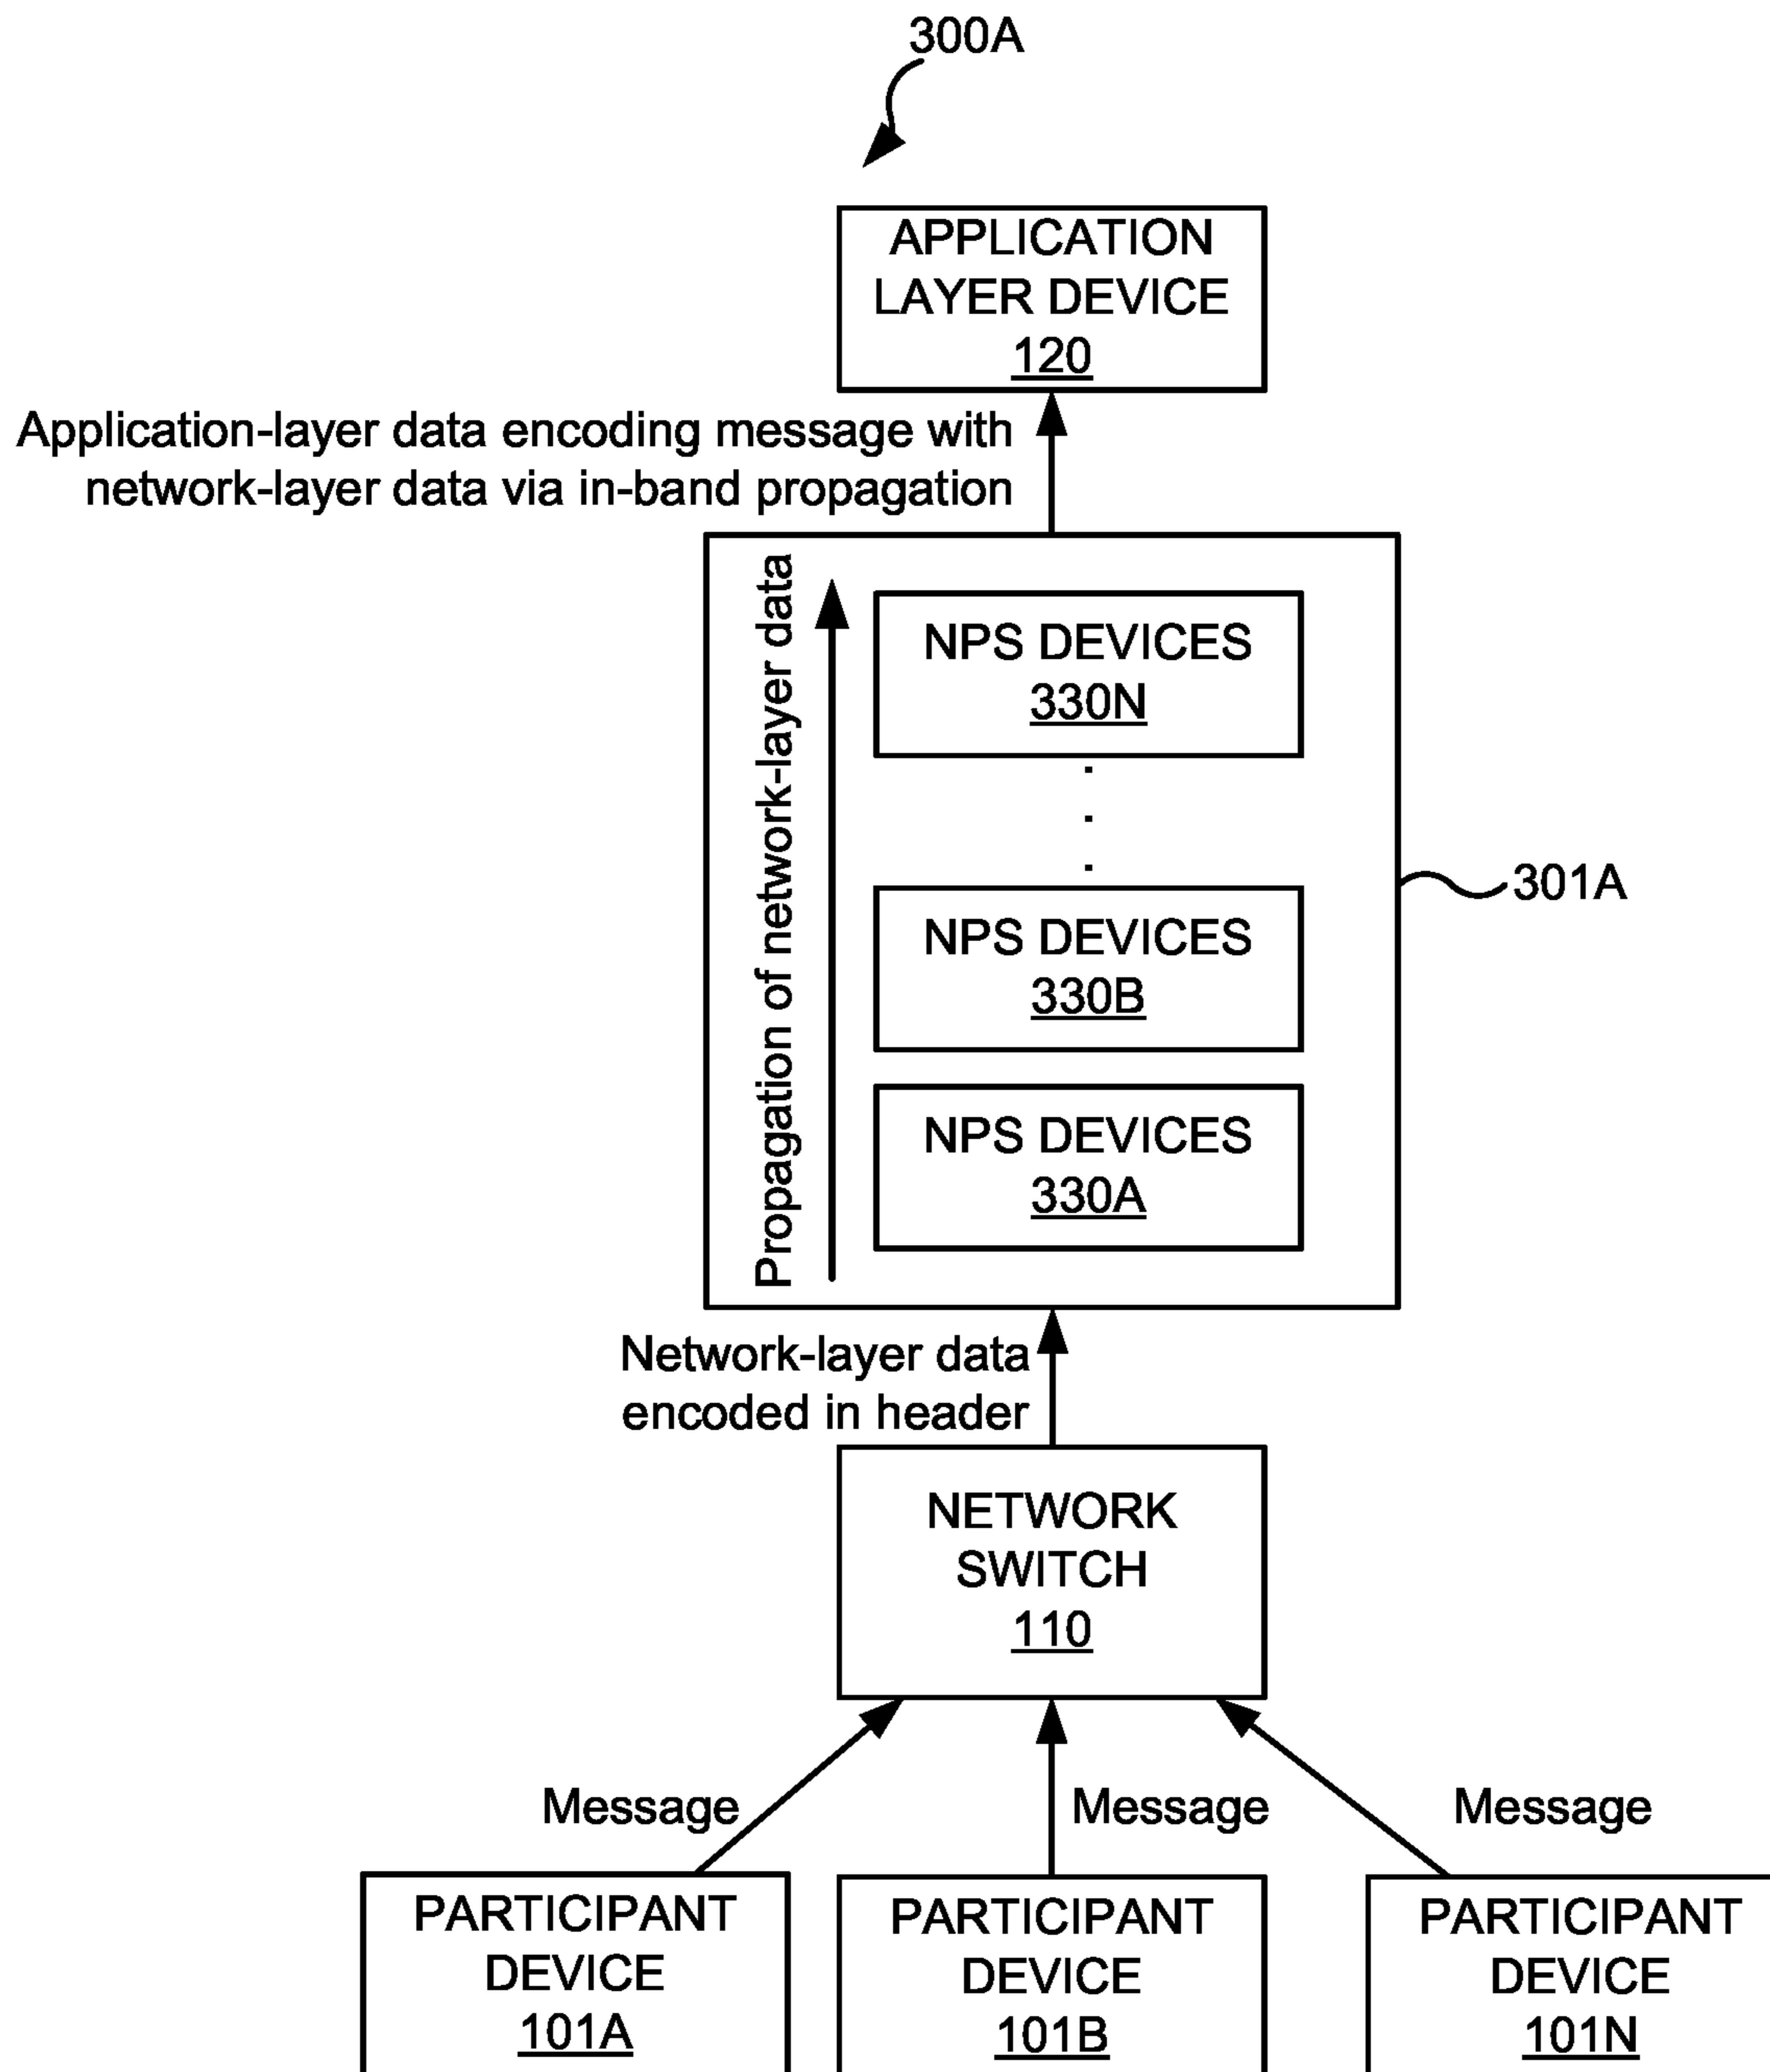 300A
APPLICATION
LAYER DEVICE
120
Application-layer data encoding message with
network-layer data via in-band propagation
Propagation of network-layer data
NPS DEVICES
330N
.
.
.
NPS DEVICES
330B
301A
NPS DEVICES
330A
Network-layer data
encoded in header
NETWORK
SWITCH
110
Message
Message
Message
PARTICIPANT
DEVICE
101A
PARTICIPANT
DEVICE
101B
PARTICIPANT
DEVICE
101N